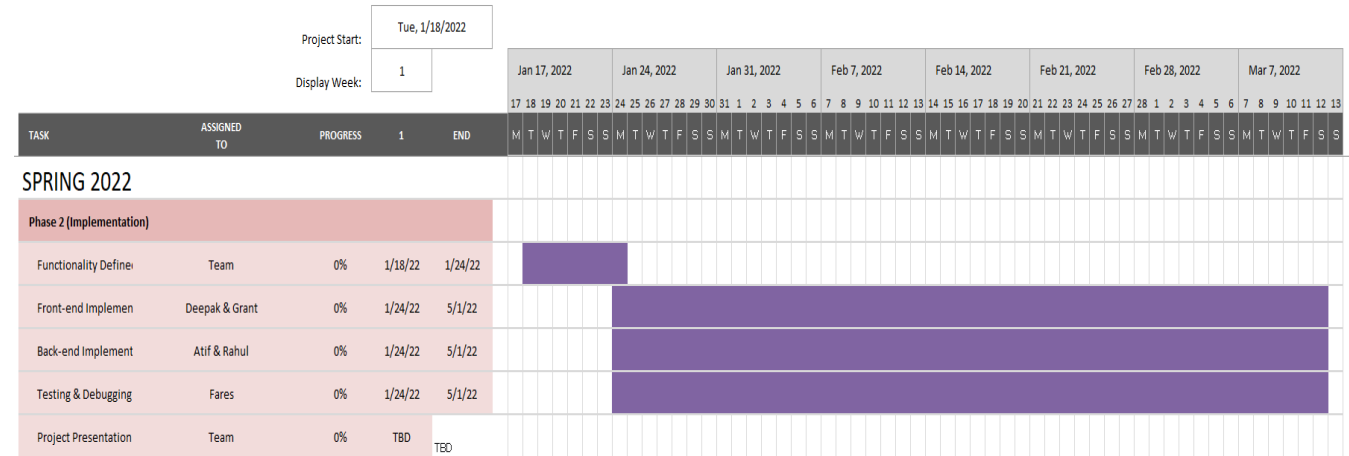 Project Start: Tue, 1/18/2022
Display Week: 1
Jan 17, 2022 Jan 24, 2022 Jan 31, 2022 Feb 7, 2022 Feb 14, 2022 Feb 21, 2022 Feb 28, 2022 Mar 7, 2022
17 18 19 20 21 22 23 24 25 26 27 28 29 30 31 1 2 3 4 5 6 7 8 9 10 11 12 13 14 15 16 17 18 19 20 21 22 23 24 25 26 27 28 1 2 3 4 5 6 7 8 9 10 11 12 13
TASK ASSIGNED TO PROGRESS 1 END M T W T F S S M T W T F S S M T W T F S S M T W T F S S M T W T F S S M T W T F S S M T W T F S S M T W T F S S
SPRING 2022
Phase 2 (Implementation)
Functionality Define Team 0% 1/18/22 1/24/22
Front-end Implemen Deepak & Grant 0% 1/24/22 5/1/22
Back-end Implement Atif & Rahul 0% 1/24/22 5/1/22
Testing & Debugging Fares 0% 1/24/22 5/1/22
Project Presentation Team 0% TBD TBD